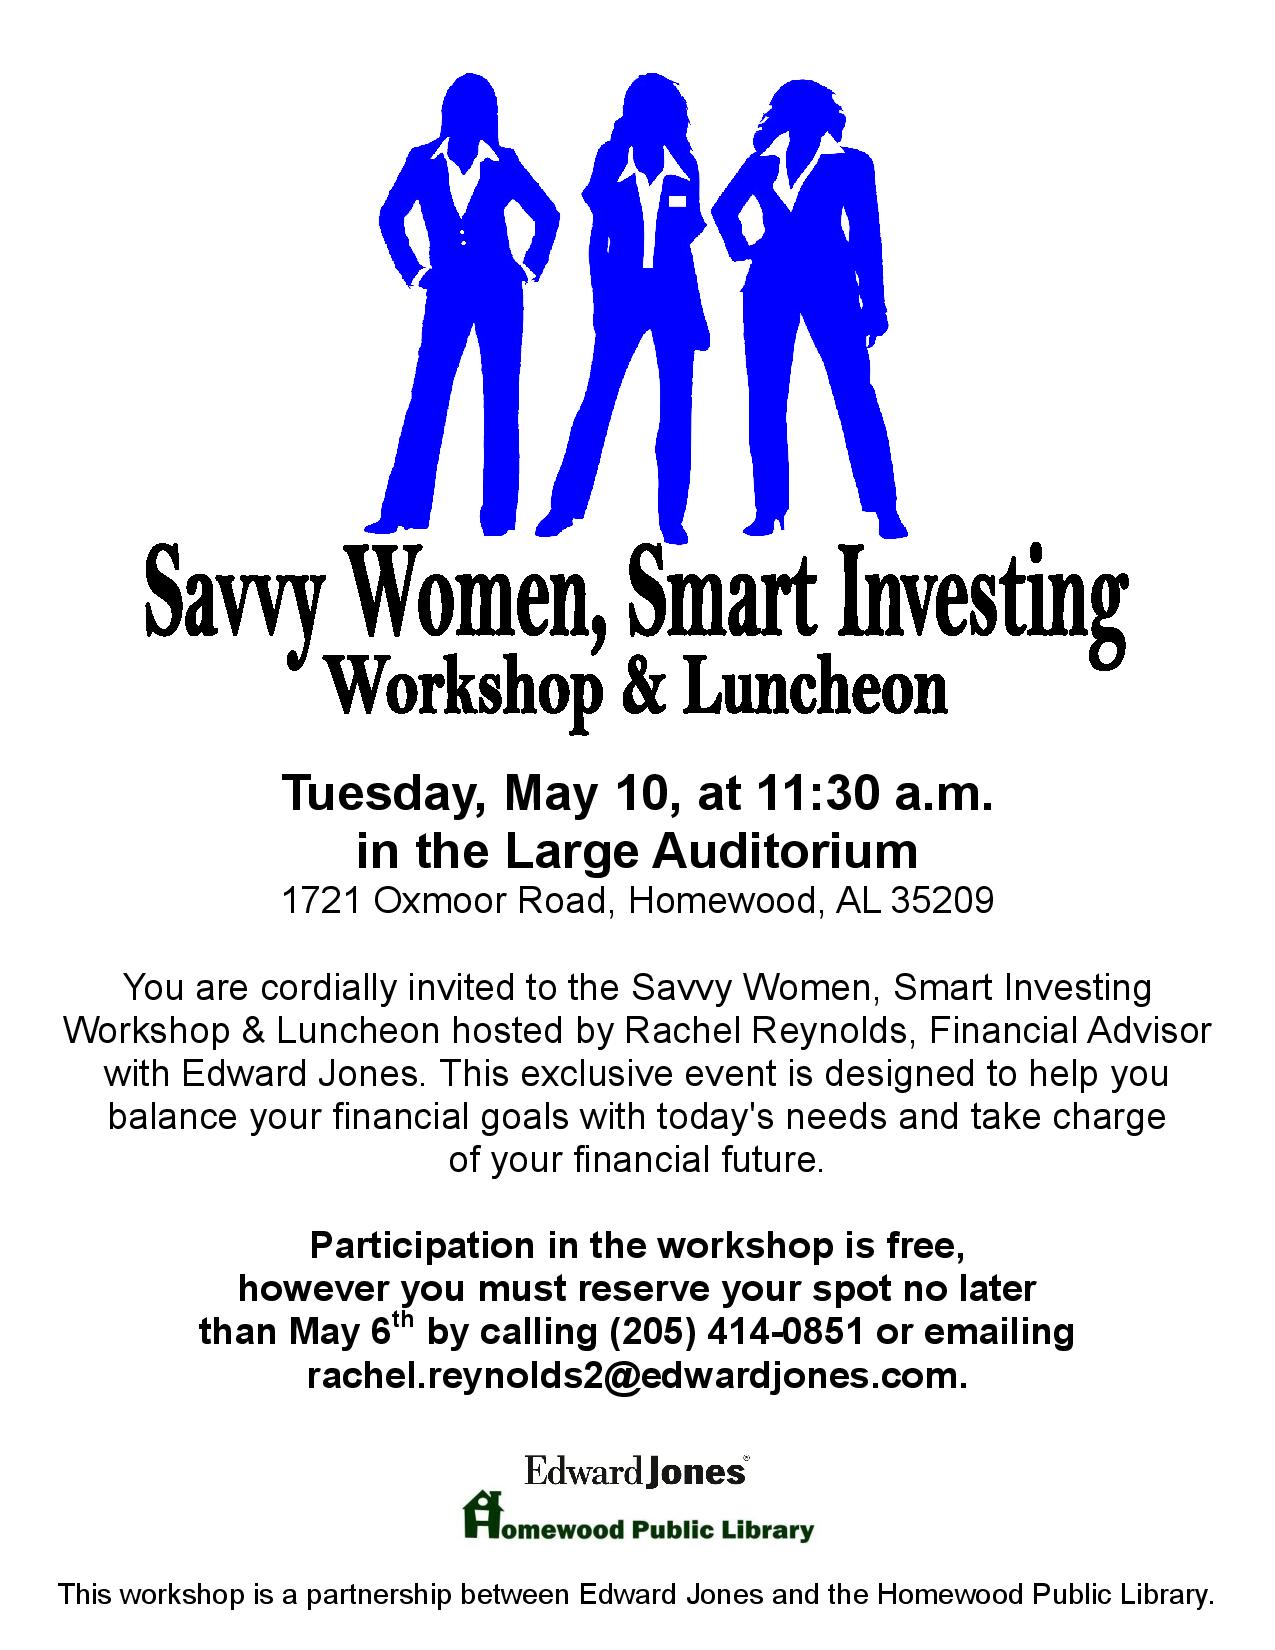 Savvy Women, Smart Investing
Workshop & Luncheon
Tuesday, May 10, at 11:30 a.m.
in the Large Auditorium
1721 Oxmoor Road, Homewood, AL 35209
You are cordially invited to the Savvy Women, Smart Investing
Workshop & Luncheon hosted by Rachel Reynolds, Financial Advisor
with Edward Jones. This exclusive event is designed to help you
balance your financial goals with today's needs and take charge
of your financial future.
Participation in the workshop is free,
however you must reserve your spot no later
than May 6th by calling (205) 414-0851 or emailing
rachel.reynolds2@edwardjones.com.
Edward Jones®
Homewood Public Library
This workshop is a partnership between Edward Jones and the Homewood Public Library.